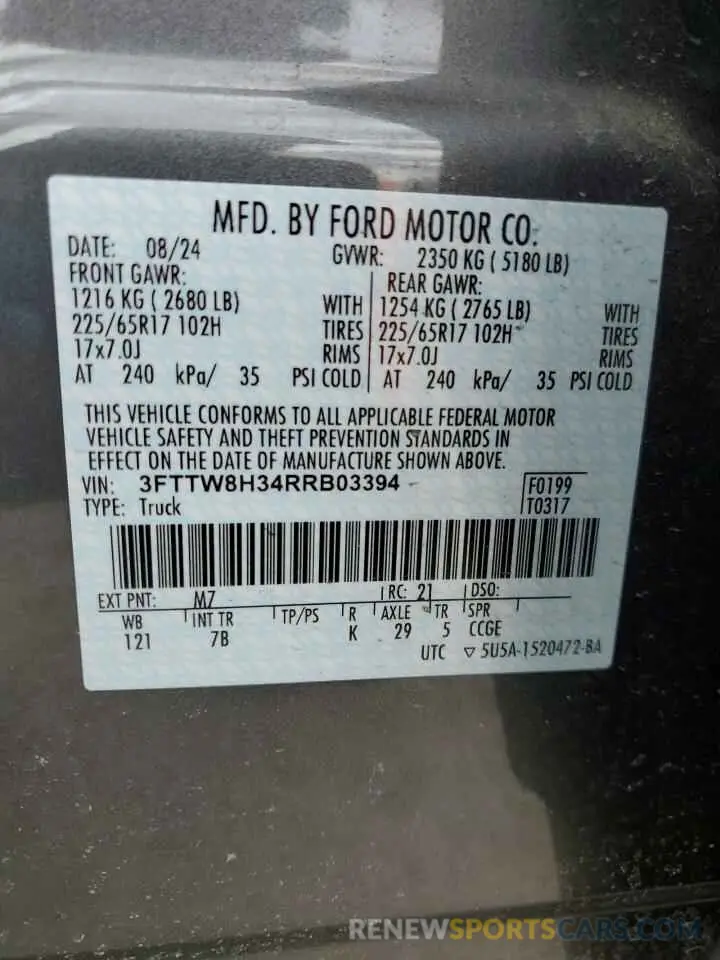 MFD. BY FORD MOTOR CO.
DATE: 08/24 GVWR: 2350 KG ( 5180 LB)
FRONT GAWR: REAR GAWR:
1216 KG ( 2680 LB) WITH 1254 KG ( 2765 LB) WITH
225/65R17 102H TIRES 225/65R17 102H TIRES
17x7.0J RIMS 17x7.0J RIMS
AT 240 kPa/ 35 PSI COLD AT 240 kPa/ 35 PSI COLD
THIS VEHICLE CONFORMS TO ALL APPLICABLE FEDERAL MOTOR
VEHICLE SAFETY AND THEFT PREVENTION STANDARDS IN
EFFECT ON THE DATE OF MANUFACTURE SHOWN ABOVE.
VIN: 3FTTW8H34RRB03394 F0199
TYPE: Truck T0317
EXT PNT: M7 RC: 21 DSO:
WB INT TR TP/PS R AXLE TR SPR
121 7B K 29 5 CCGE
UTC ▽ 5U5A-1520472-BA
RENEWSPORTSCAR.COM